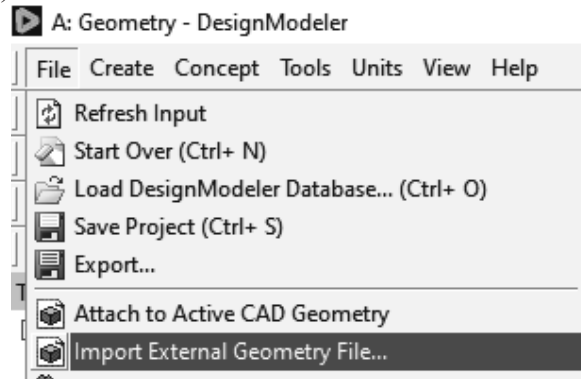 A: Geometry - DesignModeler
File Create Concept Tools Units View Help
Refresh Input
Start Over (Ctrl+ N)
Load DesignModeler Database... (Ctrl+ O)
Save Project (Ctrl+ S)
Export...
Attach to Active CAD Geometry
Import External Geometry File...